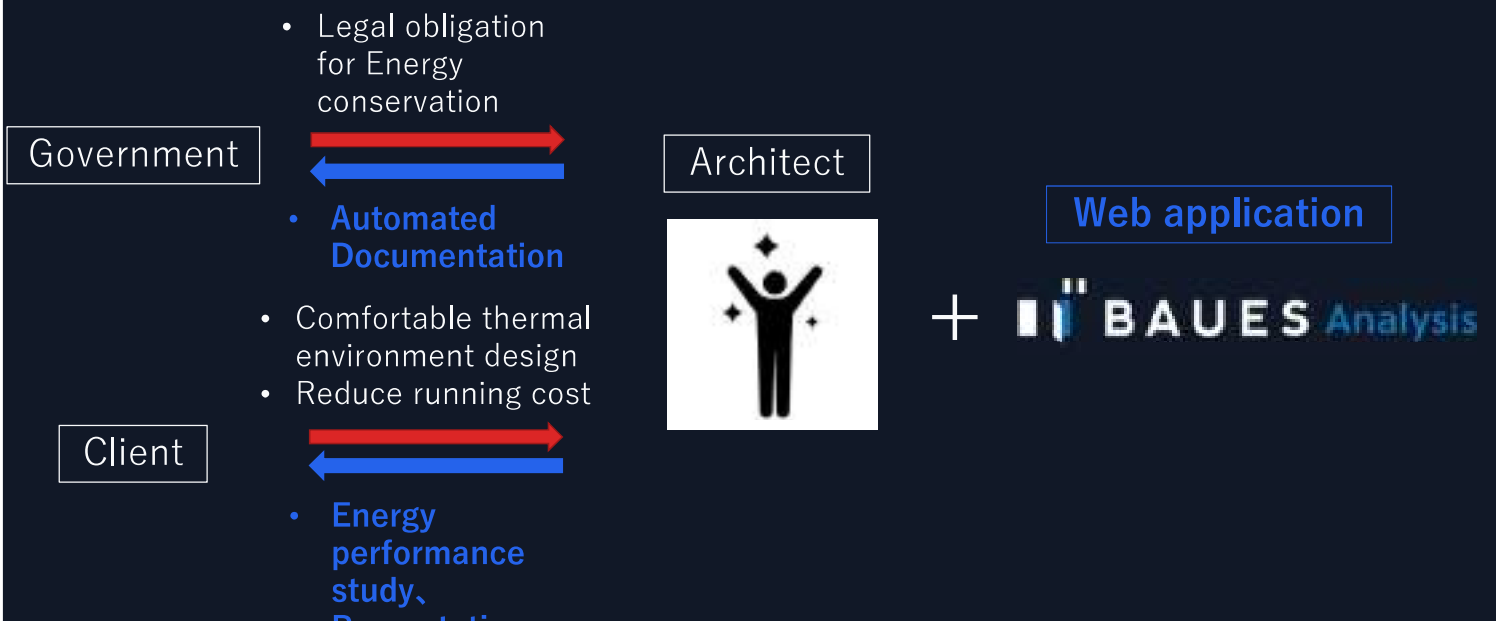 • Legal obligation
for Energy
conservation
Government
Architect
• Automated
Documentation
Web application
• Comfortable thermal
environment design
• Reduce running cost
+
BAUES Analysis
Client
• Energy
performance
study、